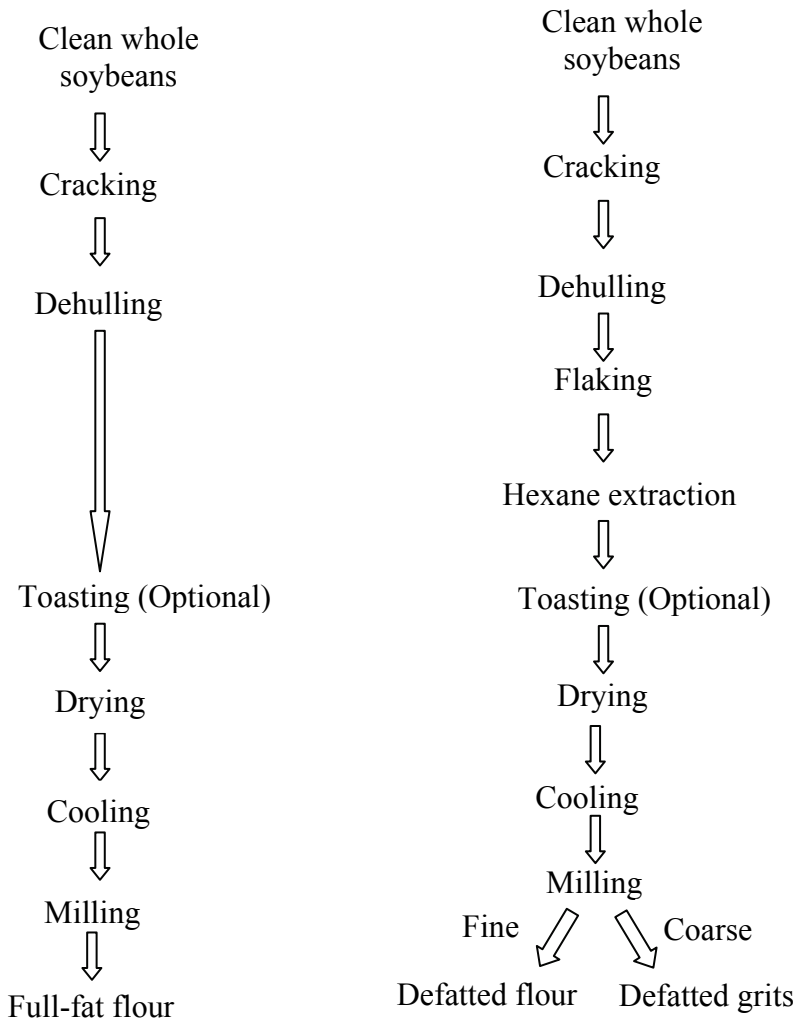 Clean whole
soybeans
Cracking
Dehulling
Toasting (Optional)
Drying
Cooling
Milling
Full-fat flour
Clean whole
soybeans
Cracking
Dehulling
Flaking
Hexane extraction
Toasting (Optional)
Drying
Cooling
Milling
Fine
Coarse
Defatted flour
Defatted grits